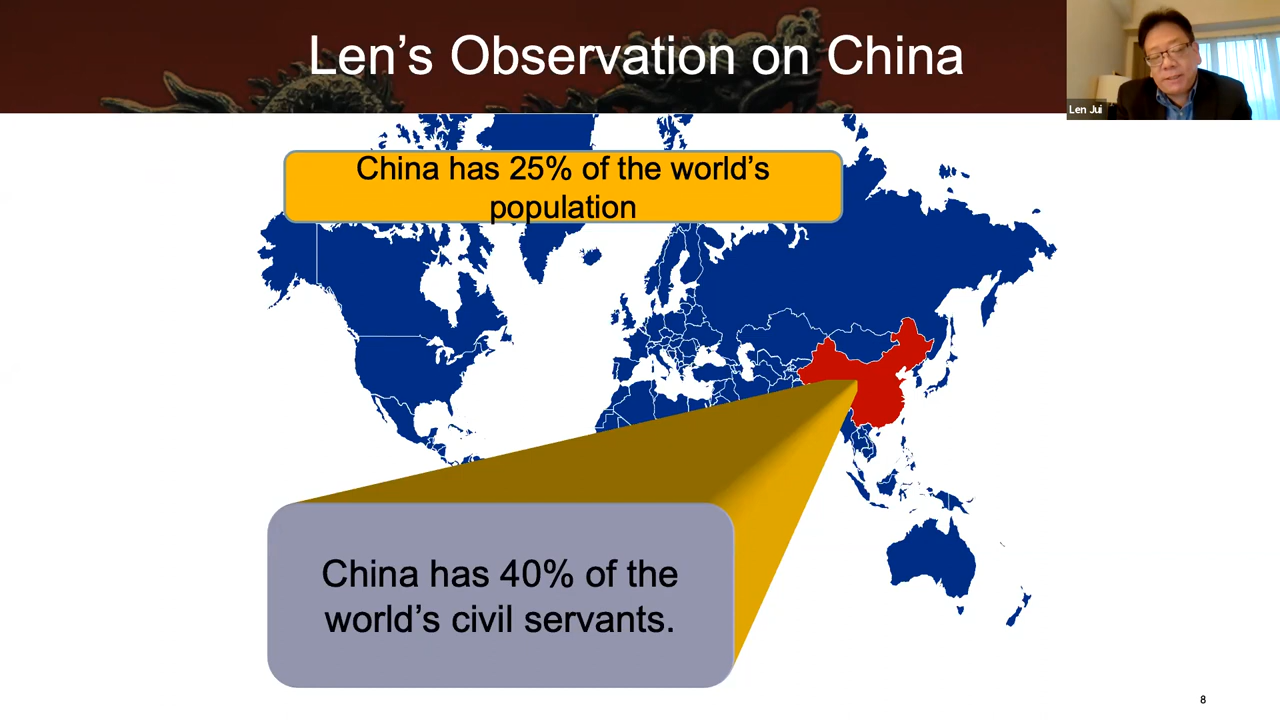 Len’s Observation on China
Len Jui
China has 25% of the world’s
population
China has 40% of the
world’s civil servants.
8